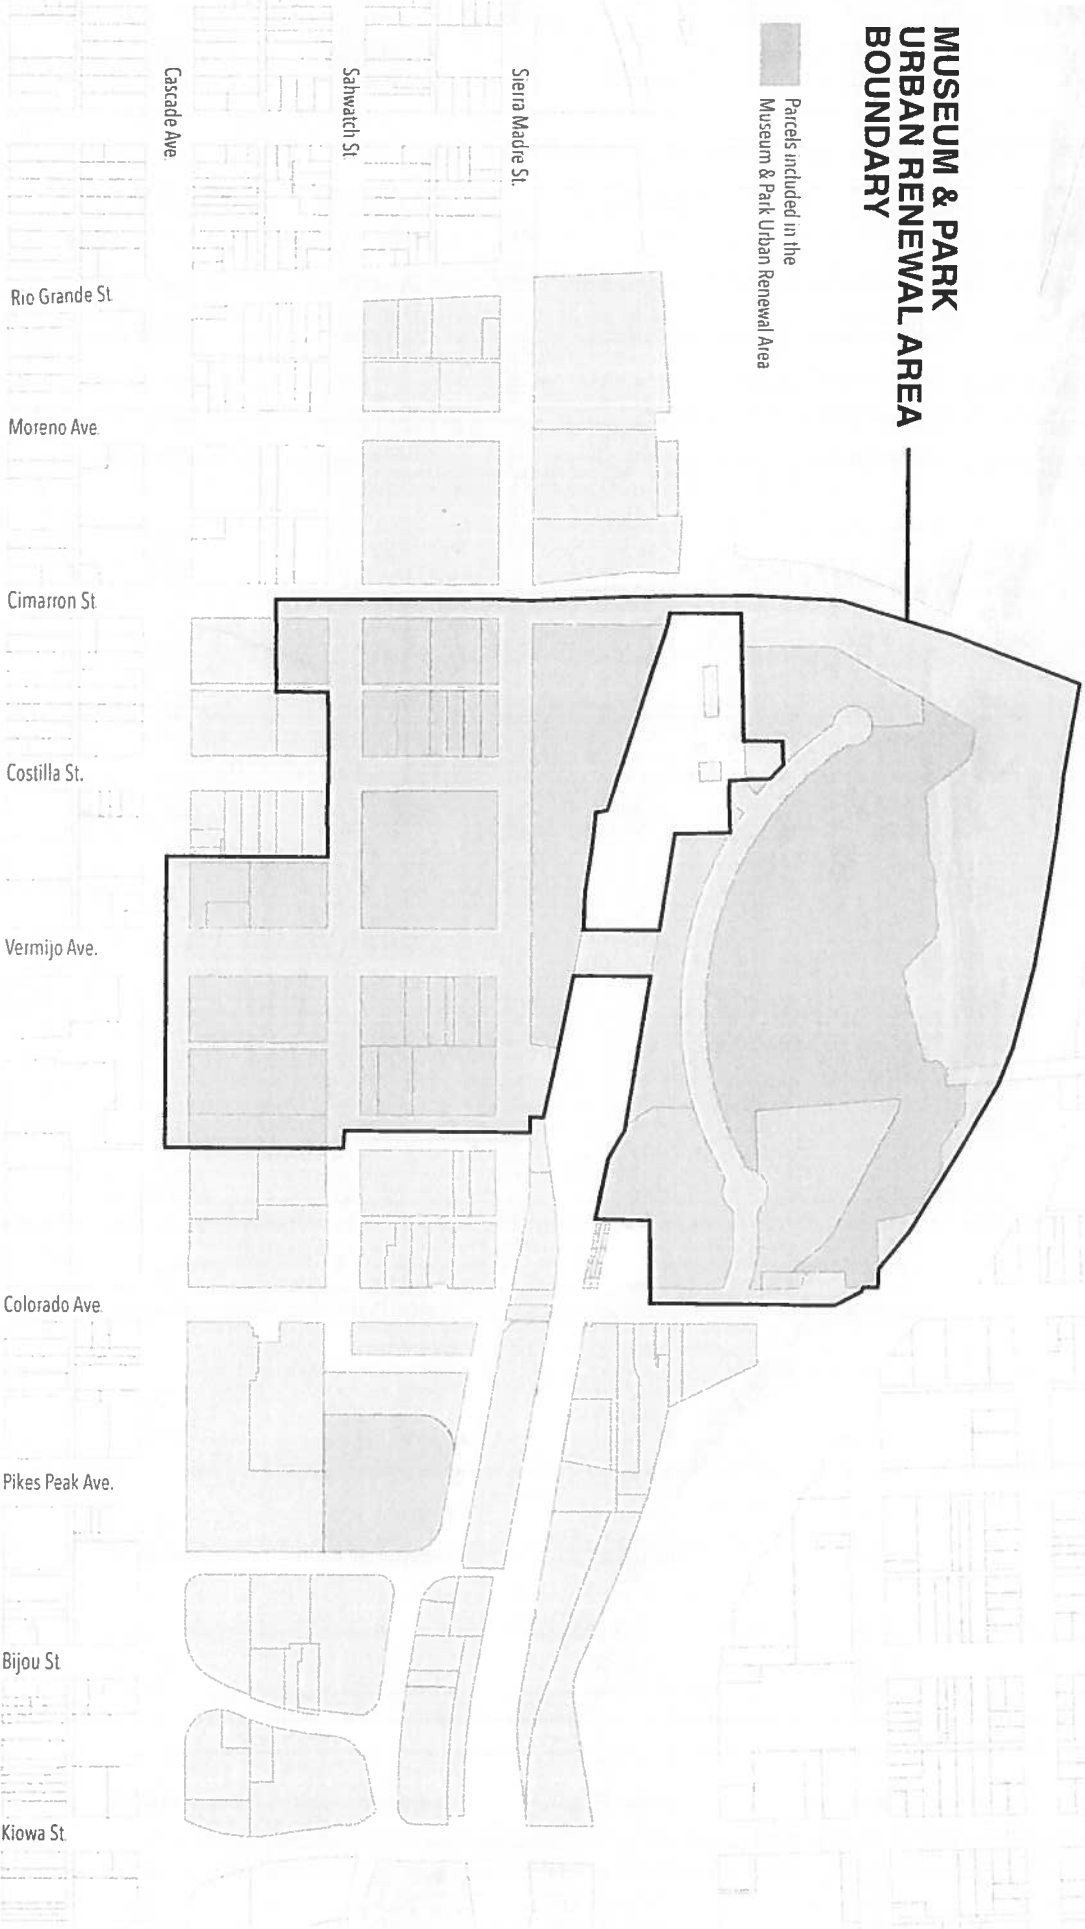 MUSEUM & PARK
URBAN RENEWAL AREA
BOUNDARY
Parcels included in the
Museum & Park Urban Renewal Area
Sierra Madre St.
Sahwatch St.
Cascade Ave.
Rio Grande St.
Moreno Ave.
Cimarron St.
Costilla St.
Vermijo Ave.
Colorado Ave.
Pikes Peak Ave.
Bijou St.
Kiowa St.